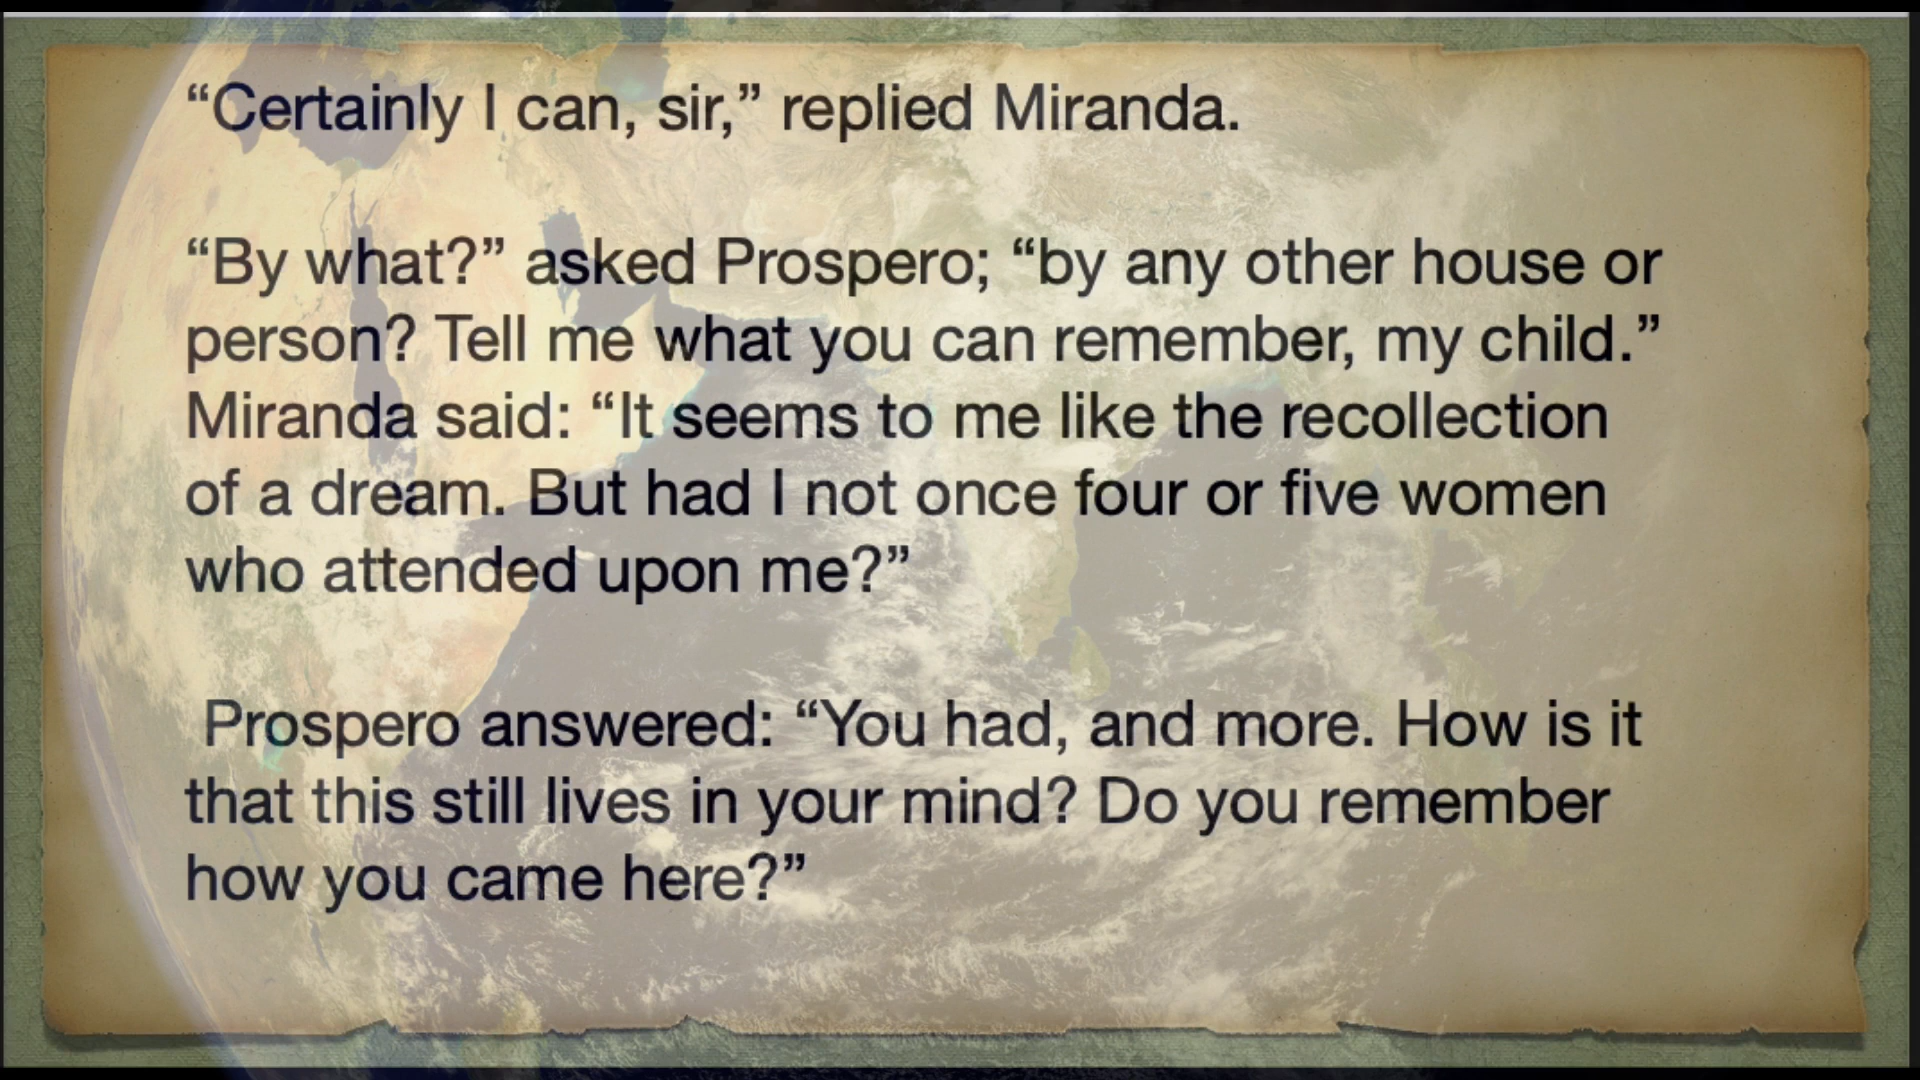 “Certainly I can, sir,” replied Miranda.
“By what?” asked Prospero; “by any other house or
person? Tell me what you can remember, my child.”
Miranda said: “It seems to me like the recollection
of a dream. But had I not once four or five women
who attended upon me?”
Prospero answered: “You had, and more. How is it
that this still lives in your mind? Do you remember
how you came here?”